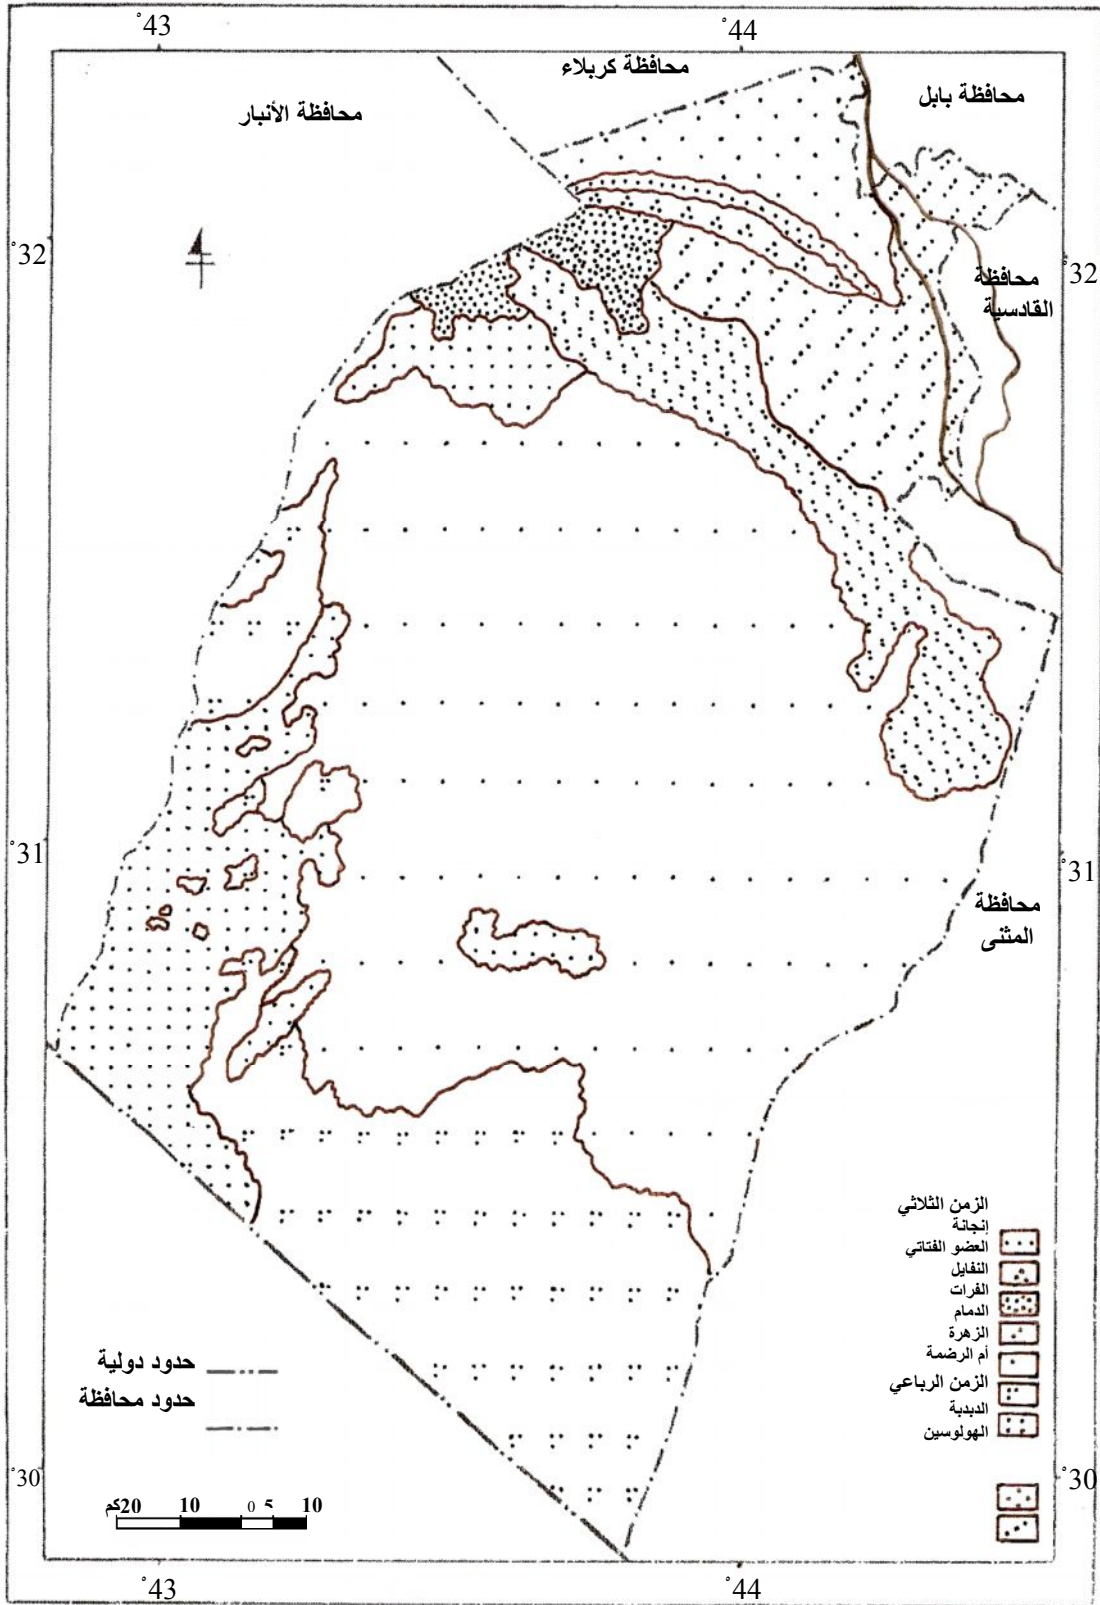 °43
°44
محافظة كربلاء
محافظة بابل
محافظة الأنبار
°32
°32
محافظة
القادسية
°31
°31
محافظة
المثنى
الزمن الثلاثي
إنجانة
العضو الفتاتي
النفايل
الفرات
الدمام
الزهرة
أم الرضمة
الزمن الرباعي
الدبدبة
الهولوسين
حدود دولية
حدود محافظة
°30
°30
10 5 0 10 20كم
°43
°44